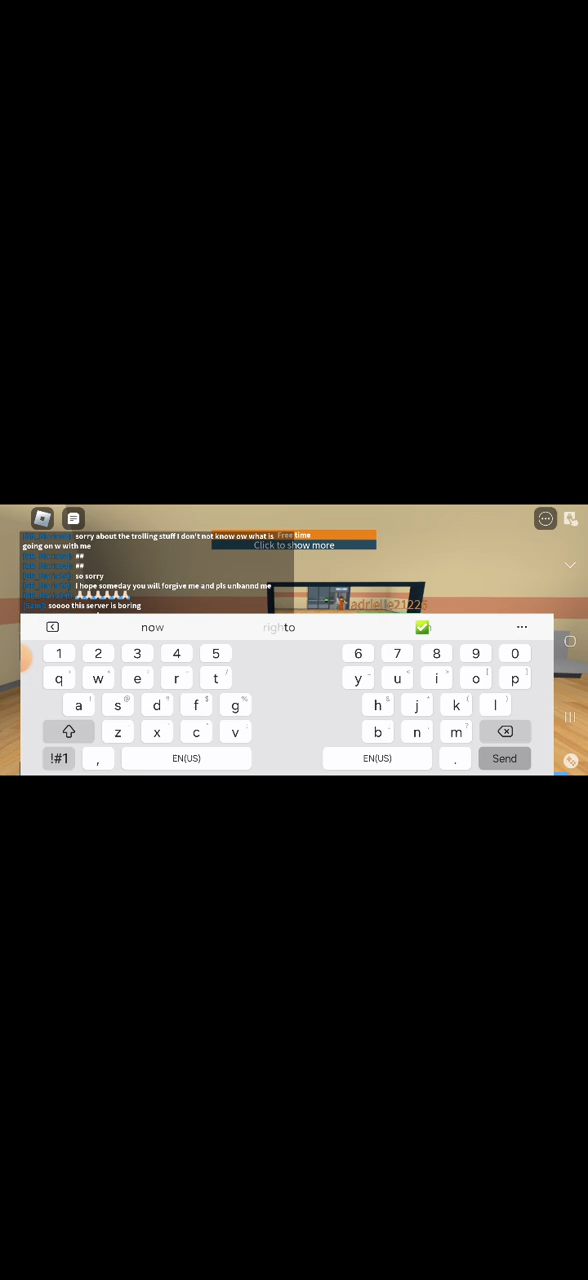 sorry about the trolling stuff I don't not know ow what is
going on w with me
##
##
so sorry
I hope someday you will forgive me and pls unbannd me
🙏🏻🙏🏻🙏🏻🙏🏻🙏🏻🙏🏻
soooo this server is boring
Free time
Click to show more
adrielle21226
now righto ✅ ...
1 2 3 4 5 6 7 8 9 0
q w e r t y u i o p
a s d f g h j k l
z x c v b n m
!#1 , EN(US) EN(US) . Send